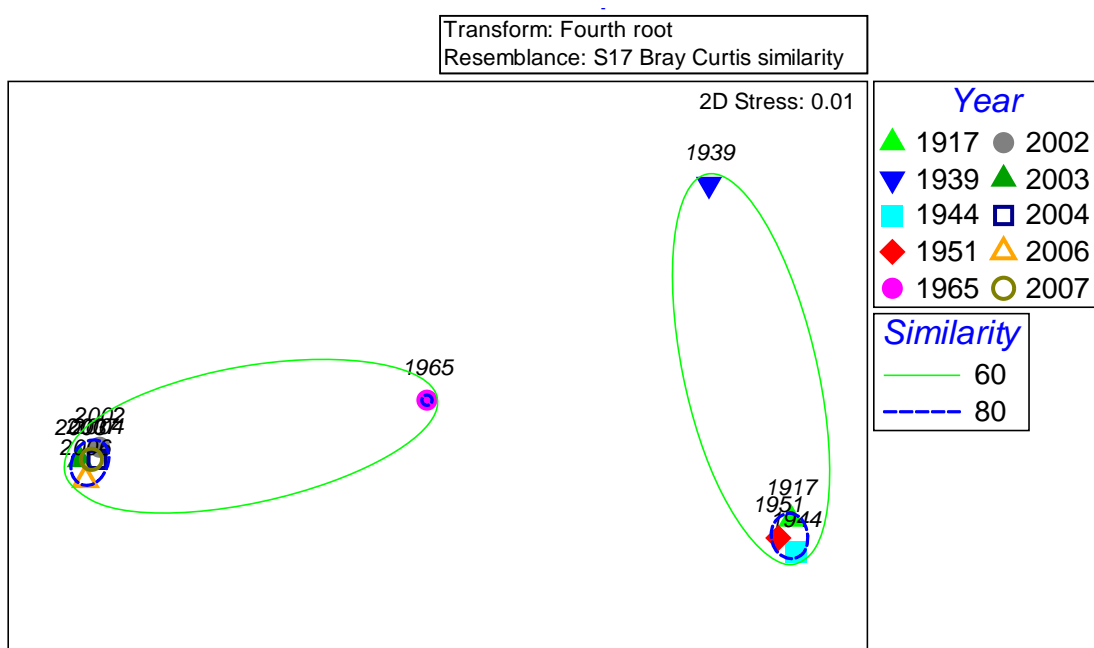 Transform: Fourth root
Resemblance: S17 Bray Curtis similarity
2D Stress: 0.01
1939
1965
2002
2006
1917
1951
1944
Year
1917 2002
1939 2003
1944 2004
1951 2006
1965 2007
Similarity
60
80